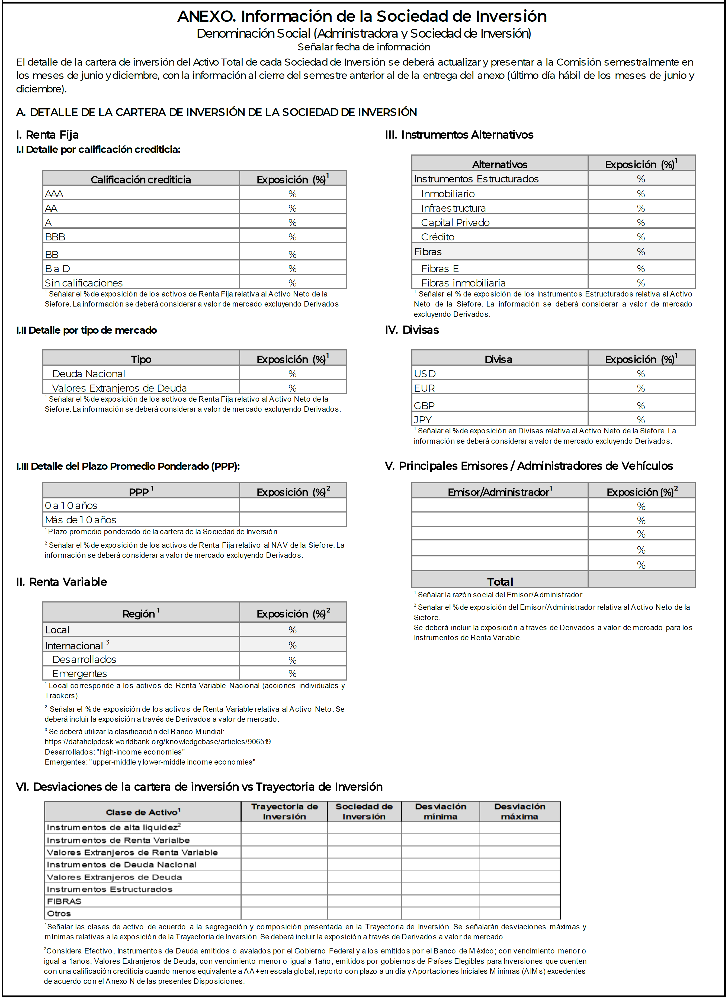 ANEXO. Información de la Sociedad de Inversión
Denominación Social (Administradora y Sociedad de Inversión)
Señalar fecha de información
El detalle de la cartera de inversión del Activo Total de cada Sociedad de Inversión se deberá actualizar y presentar a la Comisión semestralmente en
los meses de junio y diciembre, con la información al cierre del semestre anterior al de la entrega del anexo (último día hábil de los meses de junio y
diciembre).
A. DETALLE DE LA CARTERA DE INVERSIÓN DE LA SOCIEDAD DE INVERSIÓN
I. Renta Fija
I.I Detalle por calificación crediticia:
Calificación crediticia Exposición (%)1
AAA %
AA %
A %
BBB %
BB %
B a D %
Sin calificaciones %
1 Señalar el % de exposición de los activos de Renta Fija relativa al Activo Neto de la
Siefore. La información se deberá considerar a valor de mercado excluyendo Derivados
I.II Detalle por tipo de mercado
Tipo Exposición (%)1
Deuda Nacional %
Valores Extranjeros de Deuda %
1 Señalar el % de exposición de los activos de Renta Fija relativo al Activo Neto de la
Siefore. La información se deberá considerar a valor de mercado excluyendo Derivados.
I.III Detalle del Plazo Promedio Ponderado (PPP):
PPP 1 Exposición (%)2
0 a 10 años
Más de 10 años
1 Plazo promedio ponderado de la cartera de la Sociedad de Inversión.
2 Señalar el % de exposición de los activos de Renta Fija relativo al NAV de la Siefore. La
información se deberá considerar a valor de mercado excluyendo Derivados.
II. Renta Variable
Región 1 Exposición (%)2
Local %
Internacional 3 %
Desarrollados %
Emergentes %
1 Local corresponde a los activos de Renta Variable Nacional (acciones individuales y
Trackers).
2 Señalar el % de exposición de los activos de Renta Variable relativa al Activo Neto. Se
deberá incluir la exposición a través de Derivados a valor de mercado.
3 Se deberá utilizar la clasificación del Banco Mundial:
https://datahelpdesk.worldbank.org/knowledgebase/articles/906519
Desarrollados: "high-income economies"
Emergentes: "upper-middle y lower-middle income economies"
III. Instrumentos Alternativos
Alternativos Exposición (%)1
Instrumentos Estructurados %
Inmobiliario %
Infraestructura %
Capital Privado %
Crédito %
Fibras %
Fibras E %
Fibras inmobiliaria %
1 Señalar el % de exposición de los instrumentos Estructurados relativa al Activo
Neto de la Siefore. La información se deberá considerar a valor de mercado
excluyendo Derivados.
IV. Divisas
Divisa Exposición (%)1
USD %
EUR %
GBP %
JPY %
1 Señalar el % de exposición en Divisas relativa al Activo Neto de la Siefore. La
información se deberá considerar a valor de mercado excluyendo Derivados.
V. Principales Emisores / Administradores de Vehículos
Emisor/Administrador1 Exposición (%)2
%
%
%
%
%
Total
1 Señalar la razón social del Emisor/Administrador.
2 Señalar el % de exposición del Emisor/Administrador relativa al Activo Neto de la
Siefore.
Se deberá incluir la exposición a través de Derivados a valor de mercado para los
Instrumentos de Renta Variable.
VI. Desviaciones de la cartera de inversión vs Trayectoria de Inversión
Clase de Activo1 Trayectoria de Inversión Sociedad de Inversión Desviación mínima Desviación máxima
Instrumentos de alta liquidez2
Instrumentos de Renta Varialbe
Valores Extranjeros de Renta Variable
Instrumentos de Deuda Nacional
Valores Extranjeros de Deuda
Instrumentos Estructurados
FIBRAS
Otros
1Señalar las clases de activo de acuerdo a la segregación y composición presentada en la Trayectoria de Inversión. Se señalarán desviaciones máximas y
mínimas relativas a la exposición de la Trayectoria de Inversión. Se deberá incluir la exposición a través de Derivados a valor de mercado
2Considera Efectivo, Instrumentos de Deuda emitidos o avalados por el Gobierno Federal y a los emitidos por el Banco de México; con vencimiento menor o
igual a 1años, Valores Extranjeros de Deuda; con vencimiento menor o igual a 1año, emitidos por gobiernos de Países Elegibles para Inversiones que cuenten
con una calificación crediticia cuando menos equivalente a AA+ en escala global, reporto con plazo a un día y Aportaciones Iniciales Mínimas (AIMs) excedentes
de acuerdo con el Anexo N de las presentes Disposiciones.